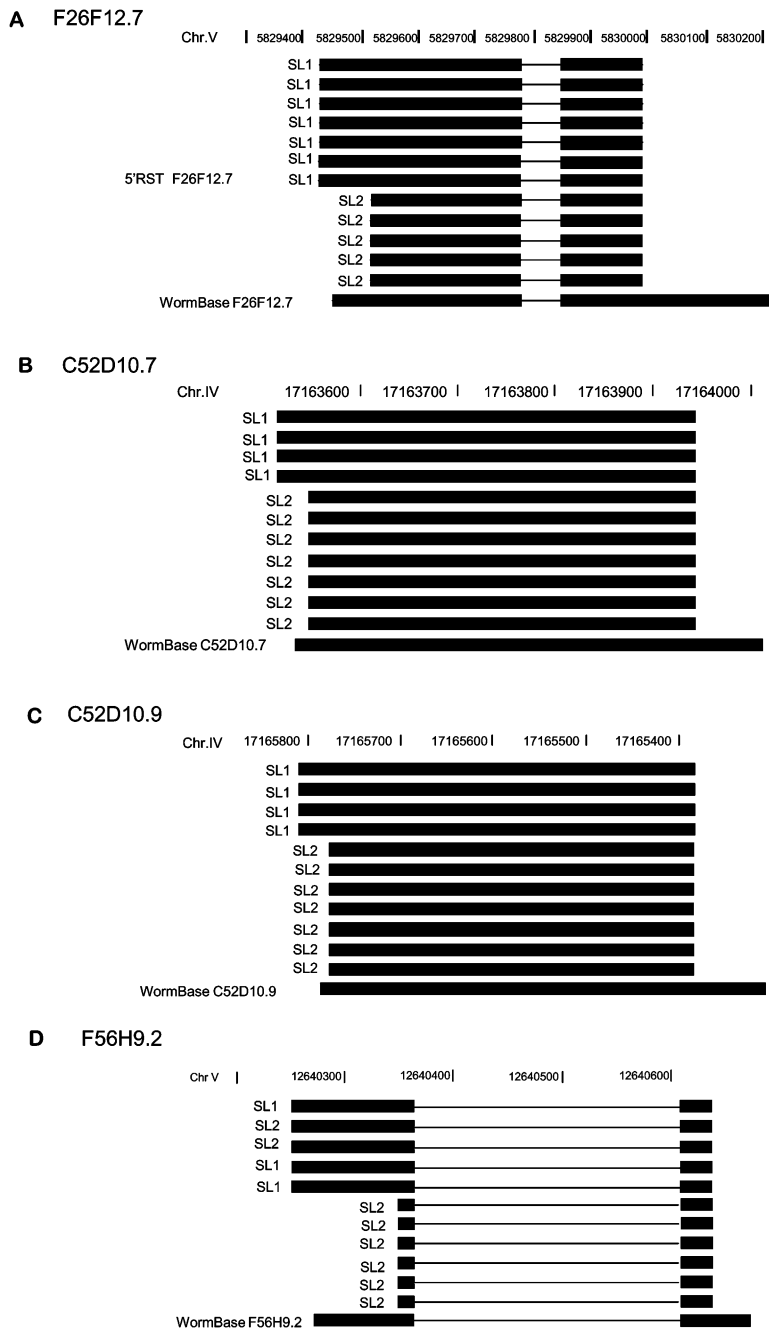 A F26F12.7
Chr.V 5829400 5829500 5829600 5829700 5829800 5829900 5830000 5830100 5830200
SL1
SL1
SL1
SL1
SL1
SL1
5'RST F26F12.7 SL1
SL2
SL2
SL2
SL2
SL2
WormBase F26F12.7
B C52D10.7
Chr.IV 17163600 17163700 17163800 17163900 17164000
SL1
SL1
SL1
SL1
SL2
SL2
SL2
SL2
SL2
SL2
SL2
WormBase C52D10.7
C C52D10.9
Chr.IV 17165800 17165700 17165600 17165500 17165400
SL1
SL1
SL1
SL1
SL2
SL2
SL2
SL2
SL2
SL2
SL2
WormBase C52D10.9
D F56H9.2
Chr V 12640300 12640400 12640500 12640600
SL1
SL2
SL2
SL1
SL1
SL2
SL2
SL2
SL2
SL2
SL2
WormBase F56H9.2